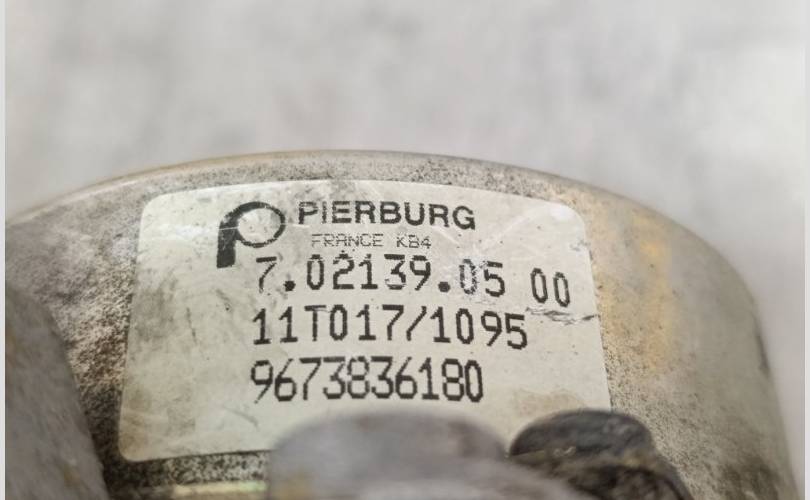 PIERBURG
FRANCE KB4
7.02139.05 00
11T017/1095
9673836180